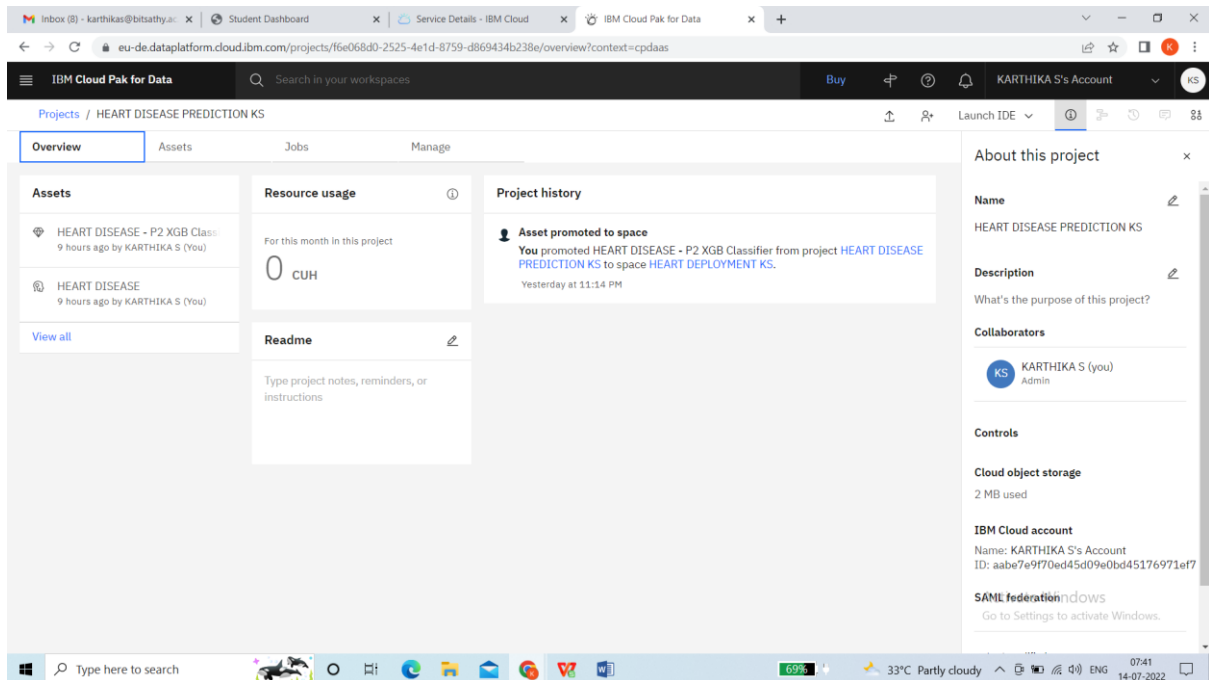 Inbox (8) - karthikas@bitsathy.ac
Student Dashboard
Service Details - IBM Cloud
IBM Cloud Pak for Data
eu-de.dataplatform.cloud.ibm.com/projects/f6e068d0-2525-4e1d-8759-d869434b238e/overview?context=cpdaas
K
IBM Cloud Pak for Data
Search in your workspaces
Buy
KARTHIKA S's Account
KS
Projects / HEART DISEASE PREDICTION KS
Launch IDE
Overview
Assets
Jobs
Manage
Assets
HEART DISEASE - P2 XGB Class
9 hours ago by KARTHIKA S (You)
HEART DISEASE
9 hours ago by KARTHIKA S (You)
View all
Resource usage
For this month in this project
0 CUH
Readme
Type project notes, reminders, or
instructions
Project history
Asset promoted to space
You promoted HEART DISEASE - P2 XGB Classifier from project HEART DISEASE
PREDICTION KS to space HEART DEPLOYMENT KS.
Yesterday at 11:14 PM
About this project
Name
HEART DISEASE PREDICTION KS
Description
What's the purpose of this project?
Collaborators
KS
KARTHIKA S (you)
Admin
Controls
Cloud object storage
2 MB used
IBM Cloud account
Name: KARTHIKA S's Account
ID: aabe7e9f70ed45d09e0bd45176971ef7
SAML federation
Activate Windows
Go to Settings to activate Windows.
Type here to search
69%
33°C Partly cloudy
ENG
07:41
14-07-2022